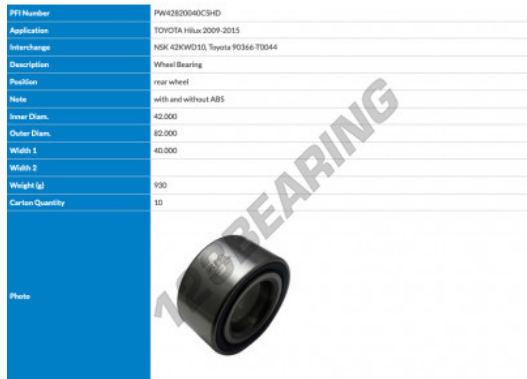 PFI Number PW42820040CSHD
Application TOYOTA Hilux 2009-2015
Interchange NSK 42KWD10, Toyota 90366-T0044
Description Wheel Bearing
Position rear wheel
Note with and without ABS
Inner Diam. 42.000
Outer Diam. 82.000
Width 1 40.000
Width 2
Weight (g) 930
Carton Quantity 10
Photo
123BEARING